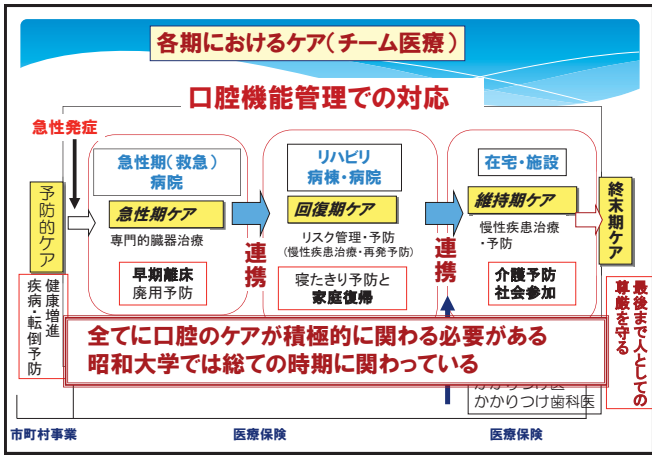 各期におけるケア(チーム医療)
口腔機能管理での対応
急性発症
予防的ケア
健康増進
疾病・転倒予防
急性期(救急)
病院
急性期ケア
専門的臓器治療
早期離床
廃用予防
連携
リハビリ
病棟・病院
回復期ケア
リスク管理・予防
(慢性疾患治療・再発予防)
寝たきり予防と
家庭復帰
連携
在宅・施設
維持期ケア
慢性疾患治療
・予防
介護予防
社会参加
終末期ケア
最後まで人としての
尊厳を守る
全てに口腔のケアが積極的に関わる必要がある
昭和大学では総ての時期に関わっている
かかりつけ医
かかりつけ歯科医
市町村事業
医療保険
医療保険